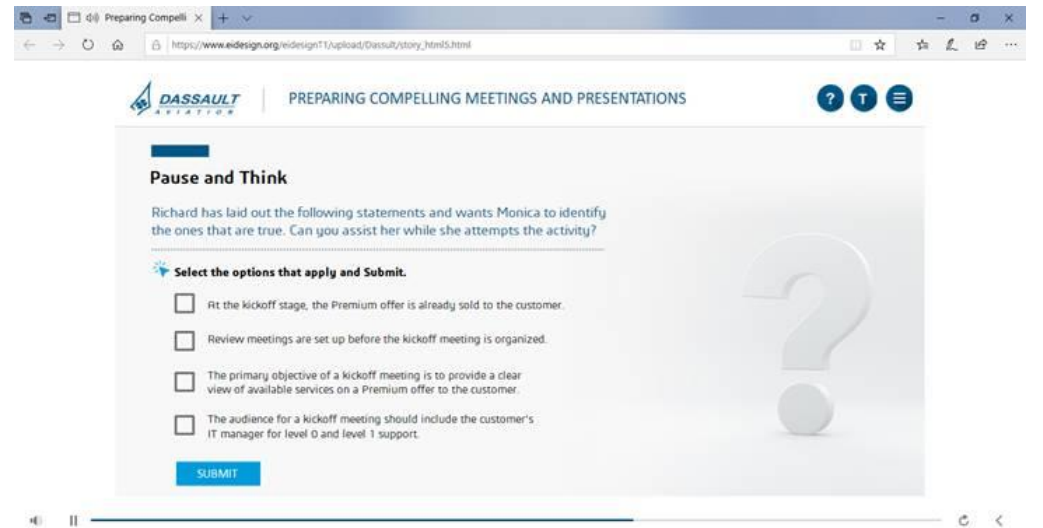 Preparing Compelli
https://www.eidesign.org/eidesignT1/upload/Dassult/story_html5.html
DASSAULT
AVIATION
PREPARING COMPELLING MEETINGS AND PRESENTATIONS
? T
Pause and Think
Richard has laid out the following statements and wants Monica to identify
the ones that are true. Can you assist her while she attempts the activity?
Select the options that apply and Submit.
At the kickoff stage, the Premium offer is already sold to the customer.
Review meetings are set up before the kickoff meeting is organized.
The primary objective of a kickoff meeting is to provide a clear
view of available services on a Premium offer to the customer.
The audience for a kickoff meeting should include the customer's
IT manager for level 0 and level 1 support.
SUBMIT